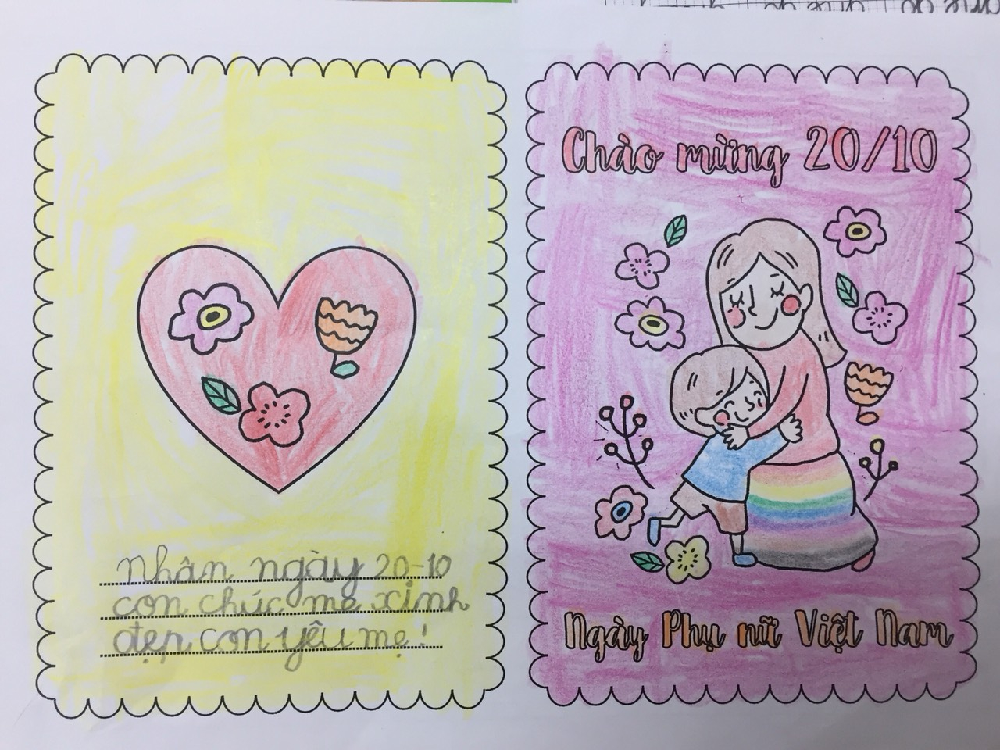 Nhân ngày 20-10
con chúc mẹ xinh
đẹp con yêu mẹ!
Chào mừng 20/10
Ngày Phụ nữ Việt Nam